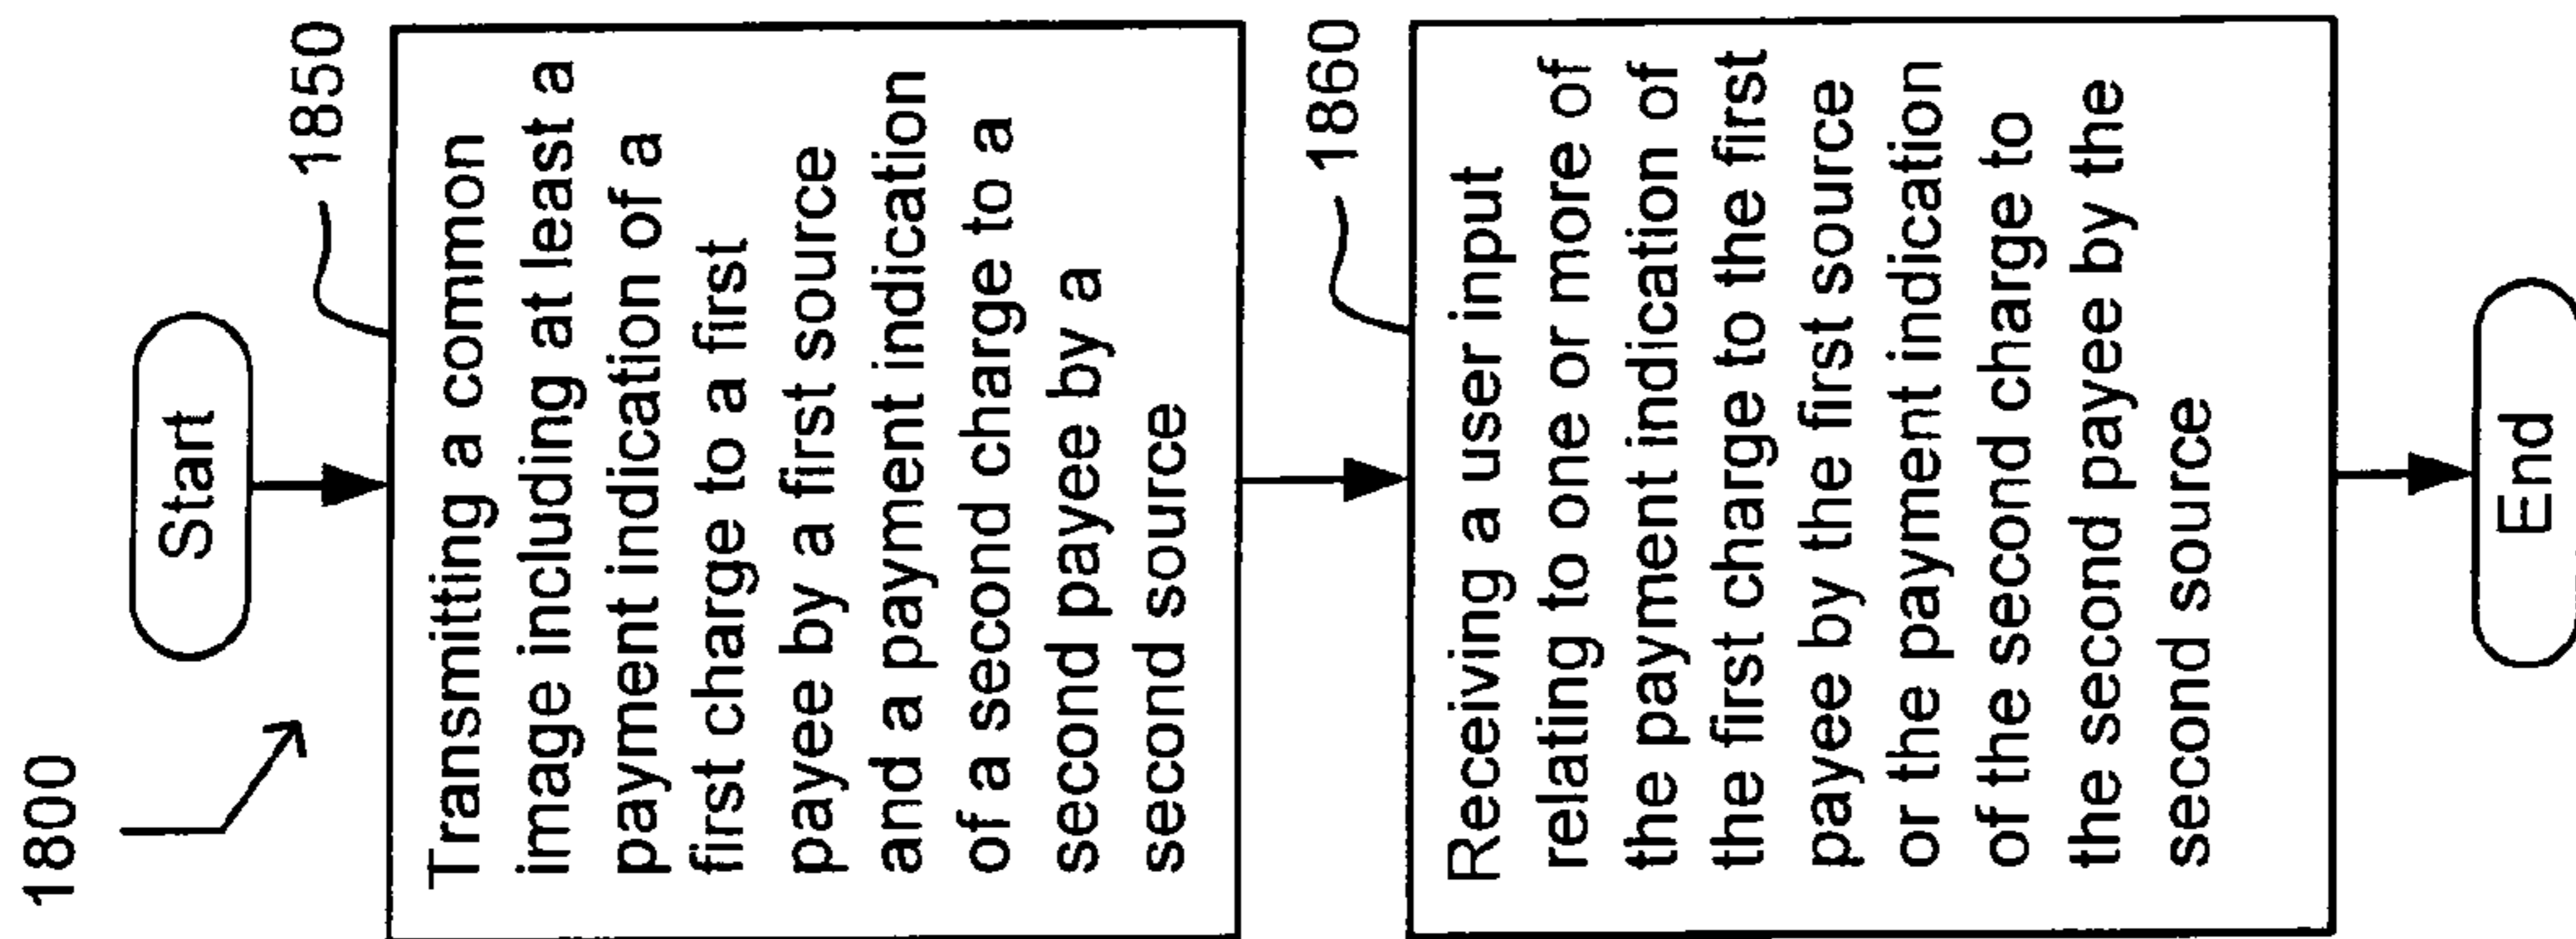 1800
Start
1850
Transmitting a common
image including at least a
payment indication of a
first charge to a first
payee by a first source
and a payment indication
of a second charge to a
second payee by a
second source
1860
Receiving a user input
relating to one or more of
the payment indication of
the first charge to the first
payee by the first source
or the payment indication
of the second charge to
the second payee by the
second source
End